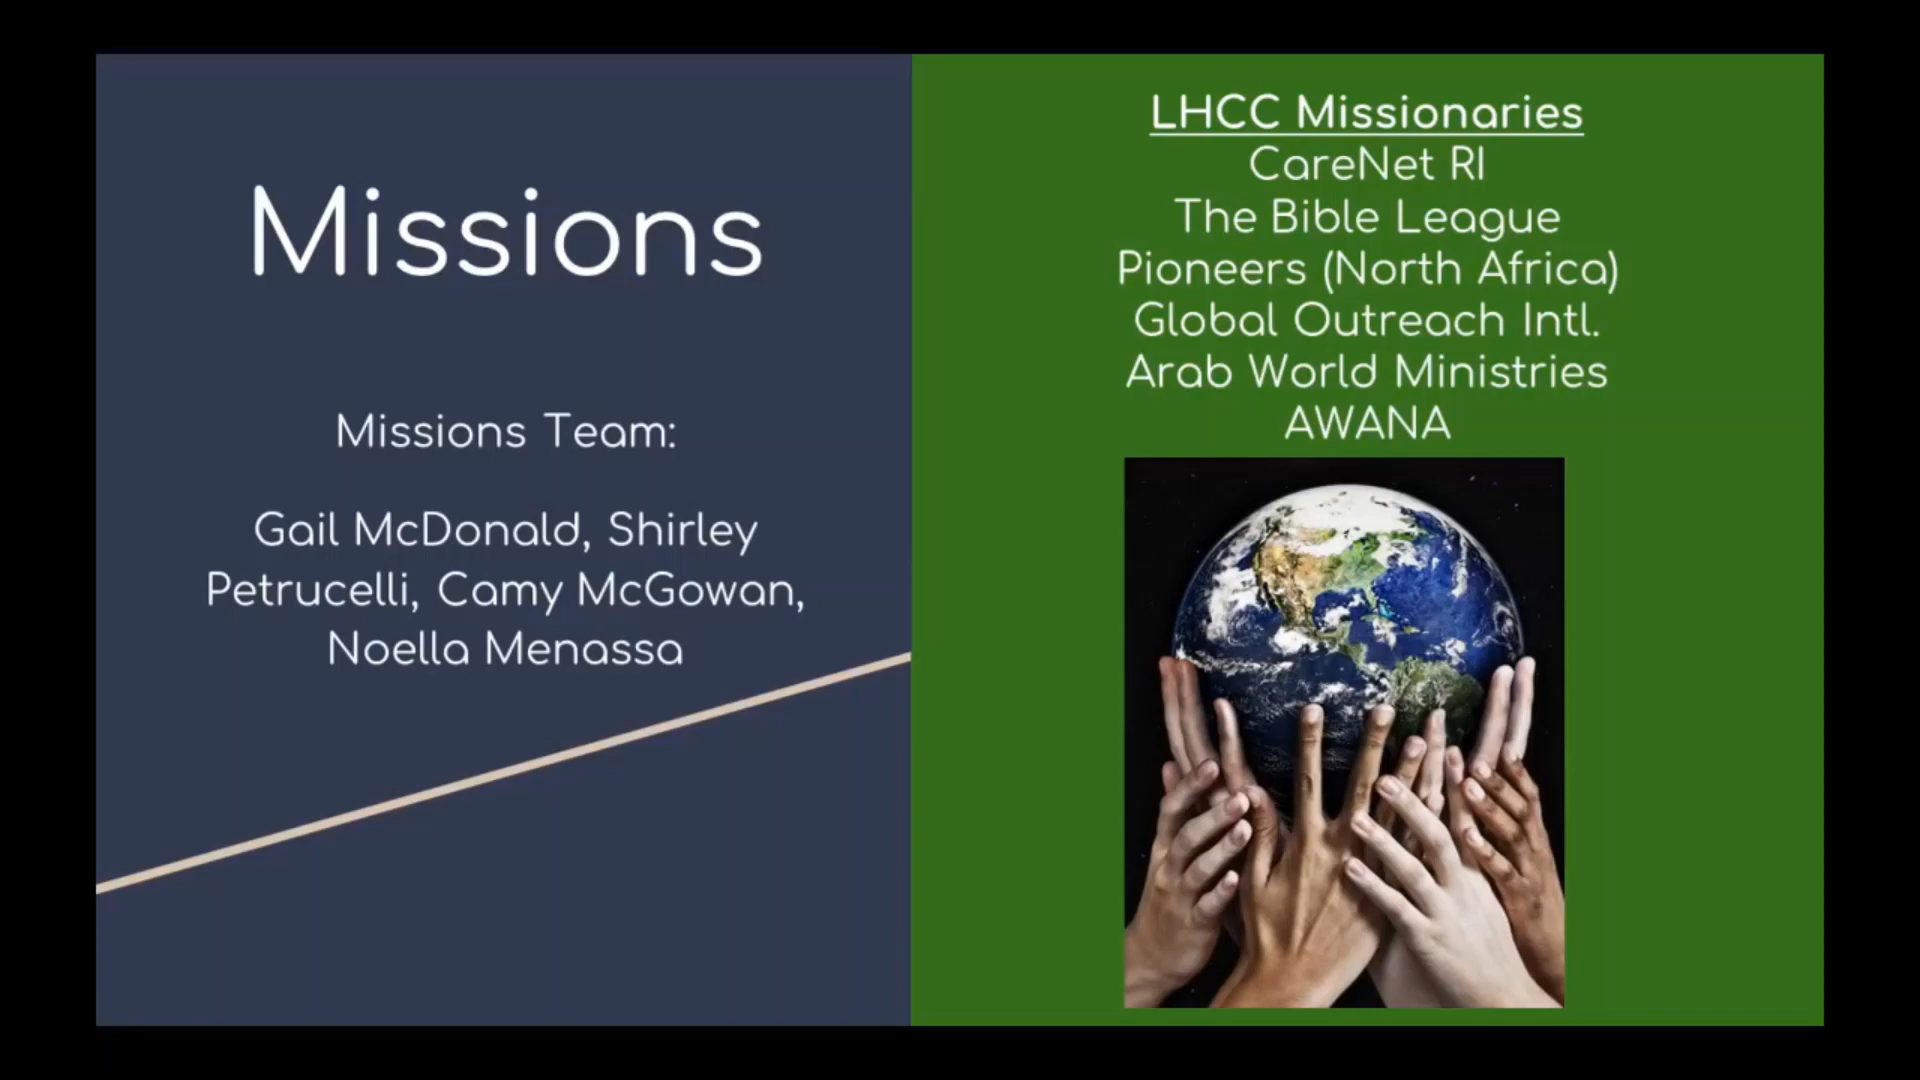 Missions
Missions Team:
Gail McDonald, Shirley
Petrucelli, Camy McGowan,
Noella Menassa
LHCC Missionaries
CareNet RI
The Bible League
Pioneers (North Africa)
Global Outreach Intl.
Arab World Ministries
AWANA